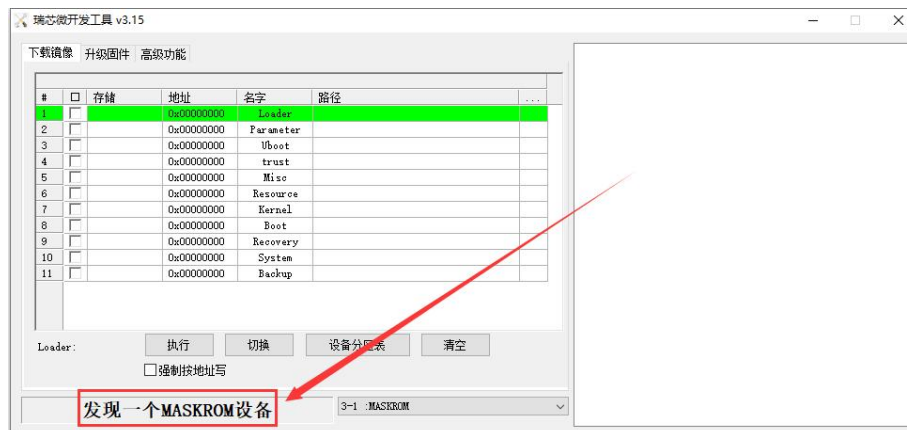 瑞芯微开发工具 v3.15
下载镜像 升级固件 高级功能
# 存储 地址 名字 路径 ...
1 0x00000000 Loader
2 0x00000000 Parameter
3 0x00000000 Uboot
4 0x00000000 trust
5 0x00000000 Misc
6 0x00000000 Resource
7 0x00000000 Kernel
8 0x00000000 Boot
9 0x00000000 Recovery
10 0x00000000 System
11 0x00000000 Backup
Loader: 执行 切换 设备分区表 清空
强制按地址写
发现一个MASKROM设备 3-1 :MASKROM